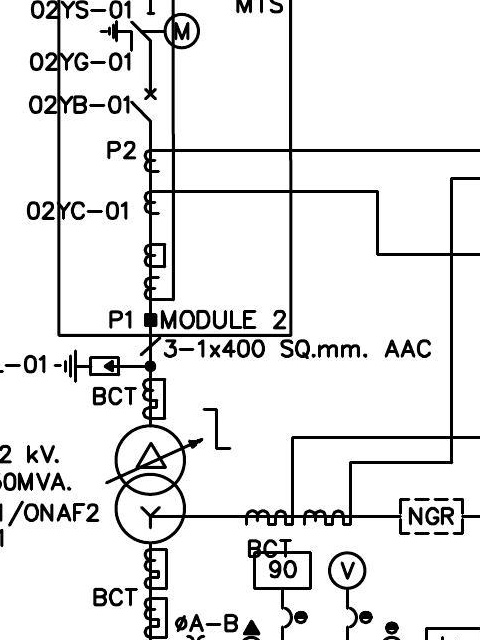 02YS-01
MTS
M
02YG-01
02YB-01
P2
02YC-01
P1 MODULE 2
3-1x400 SQ.mm. AAC
-01
BCT
2 kV.
60MVA.
/ONAF2
NGR
BCT
90
V
BCT
øA-B